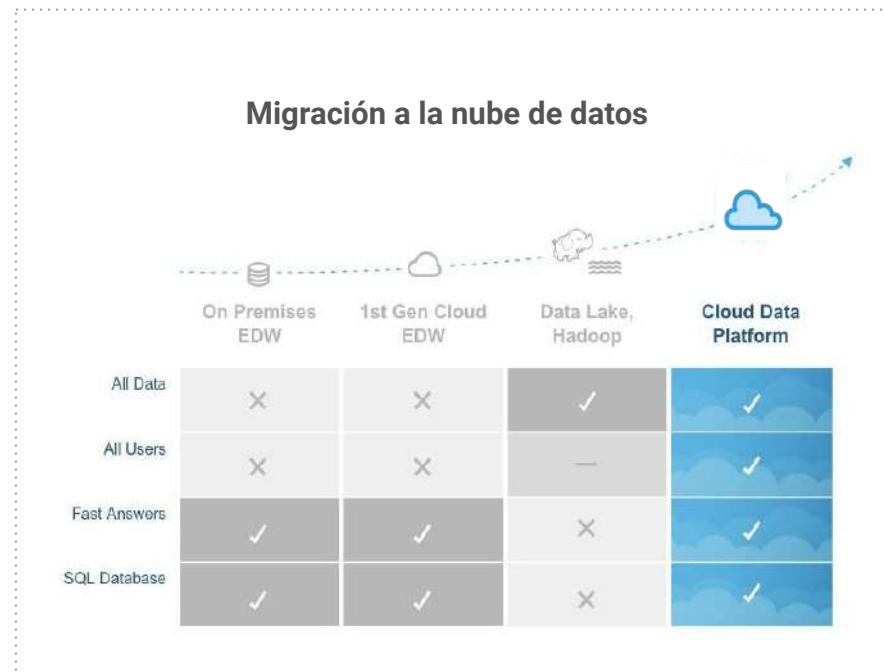 Migración a la nube de datos
On Premises
EDW
1st Gen Cloud
EDW
Data Lake,
Hadoop
Cloud Data
Platform
All Data
All Users
Fast Answers
SQL Database